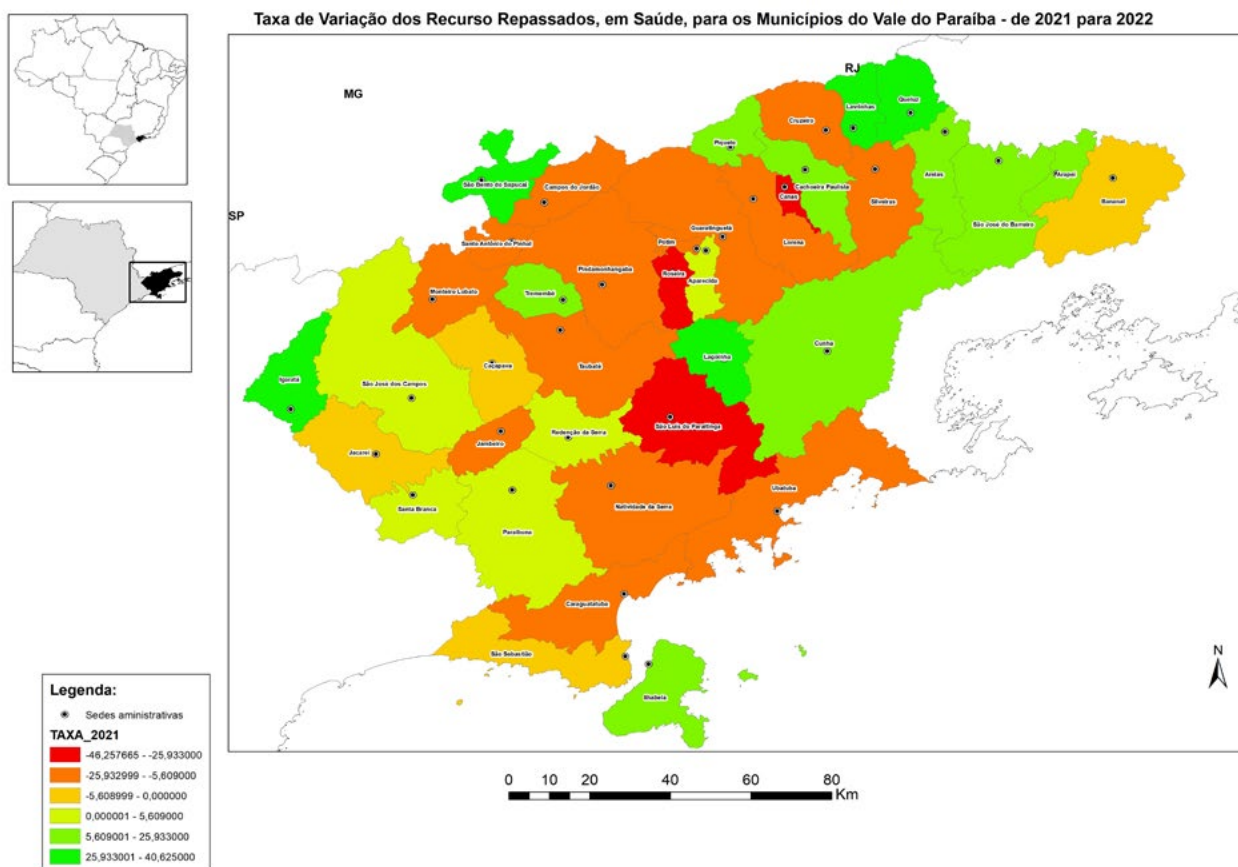 Taxa de Variação dos Recurso Repassados, em Saúde, para os Municípios do Vale do Paraíba - de 2021 para 2022
RJ
MG
SP
Lavrinhas
Queluz
Cruzeiro
Piquete
Areias
Arapeí
Cachoeira Paulista
Canas
Silveiras
Bananal
São José do Barreiro
São Bento do Sapucaí
Campos do Jordão
Guaratinguetá
Lorena
Santo Antônio do Pinhal
Potim
Pindamonhangaba
Roseira
Aparecida
Monteiro Lobato
Tremembé
Cunha
Lagoinha
Caçapava
Taubaté
Igaratá
São José dos Campos
São Luís do Paraitinga
Redenção da Serra
Jambeiro
Jacareí
Ubatuba
Santa Branca
Natividade da Serra
Paraibuna
Caraguatatuba
São Sebastião
Ilhabela
N
Legenda:
Sedes aministrativas
TAXA_2021
-46,257665 - -25,933000
-25,932999 - -5,609000
-5,608999 - 0,000000
0,000001 - 5,609000
5,609001 - 25,933000
25,933001 - 40,625000
0 10 20 40 60 80
Km